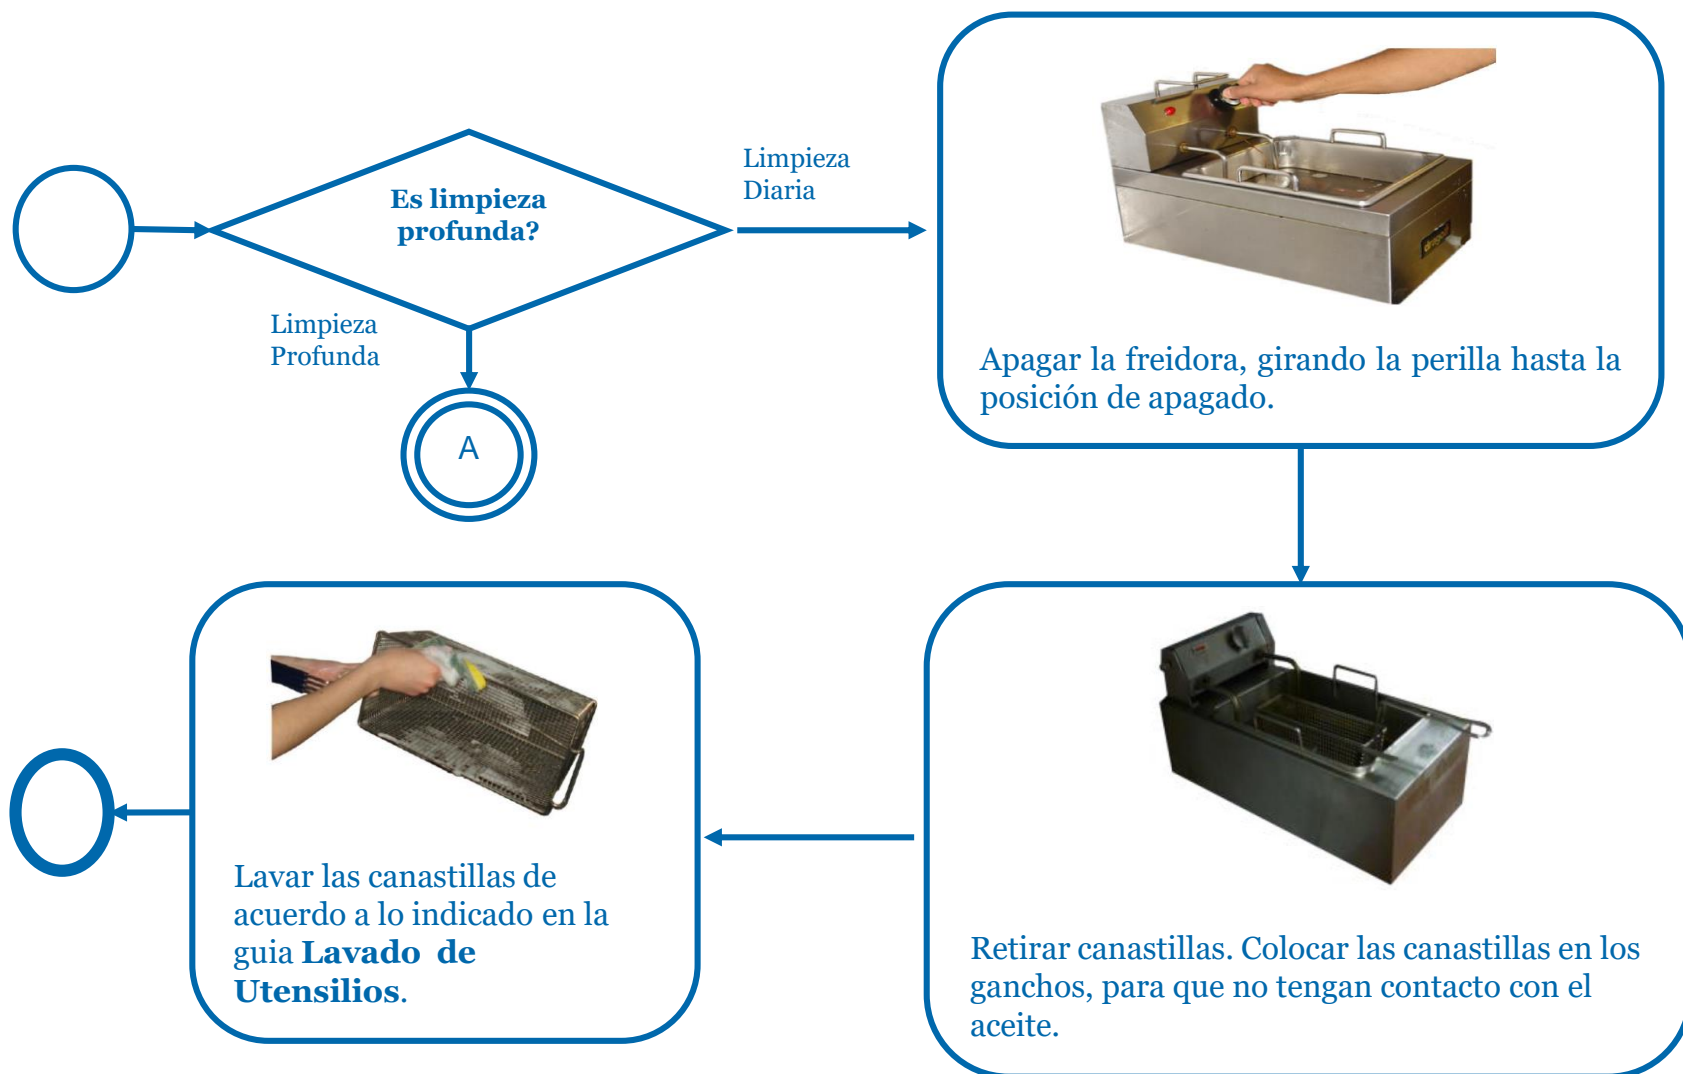 Es limpieza
profunda?
Limpieza
Diaria
Limpieza
Profunda
A
Apagar la freidora, girando la perilla hasta la
posición de apagado.
Retirar canastillas. Colocar las canastillas en los
ganchos, para que no tengan contacto con el
aceite.
Lavar las canastillas de
acuerdo a lo indicado en la
guia Lavado de
Utensilios.